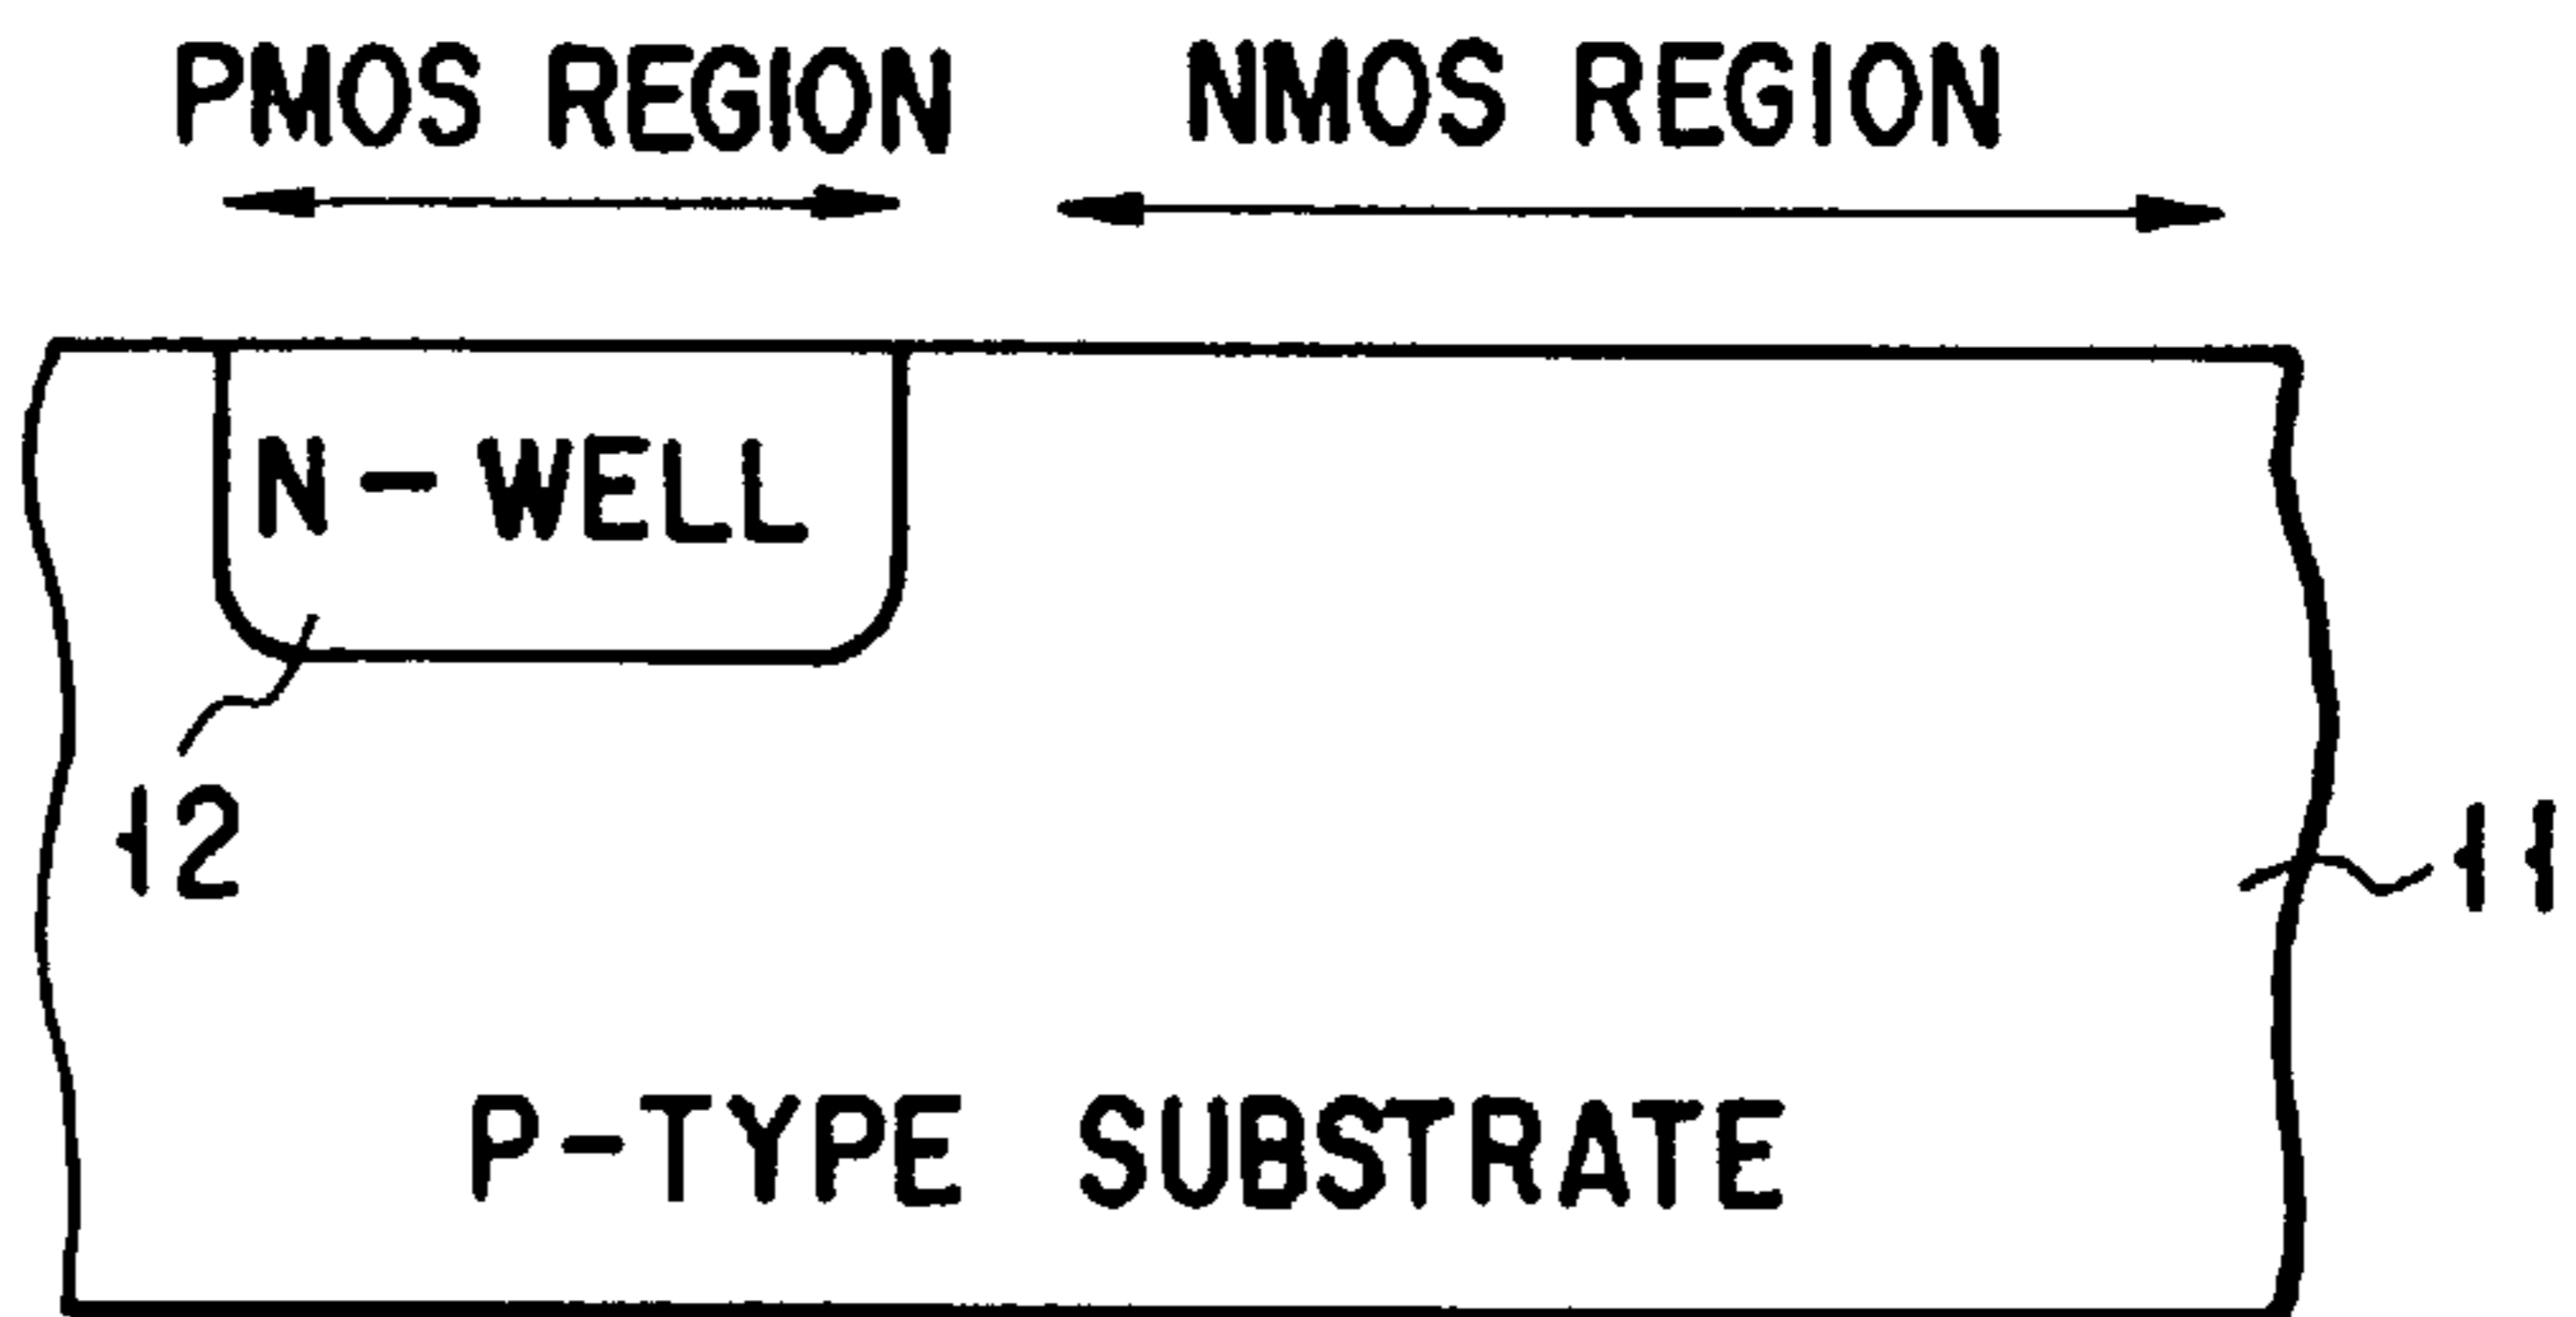 PMOS REGION NMOS REGION
N-WELL
12
11
P-TYPE SUBSTRATE